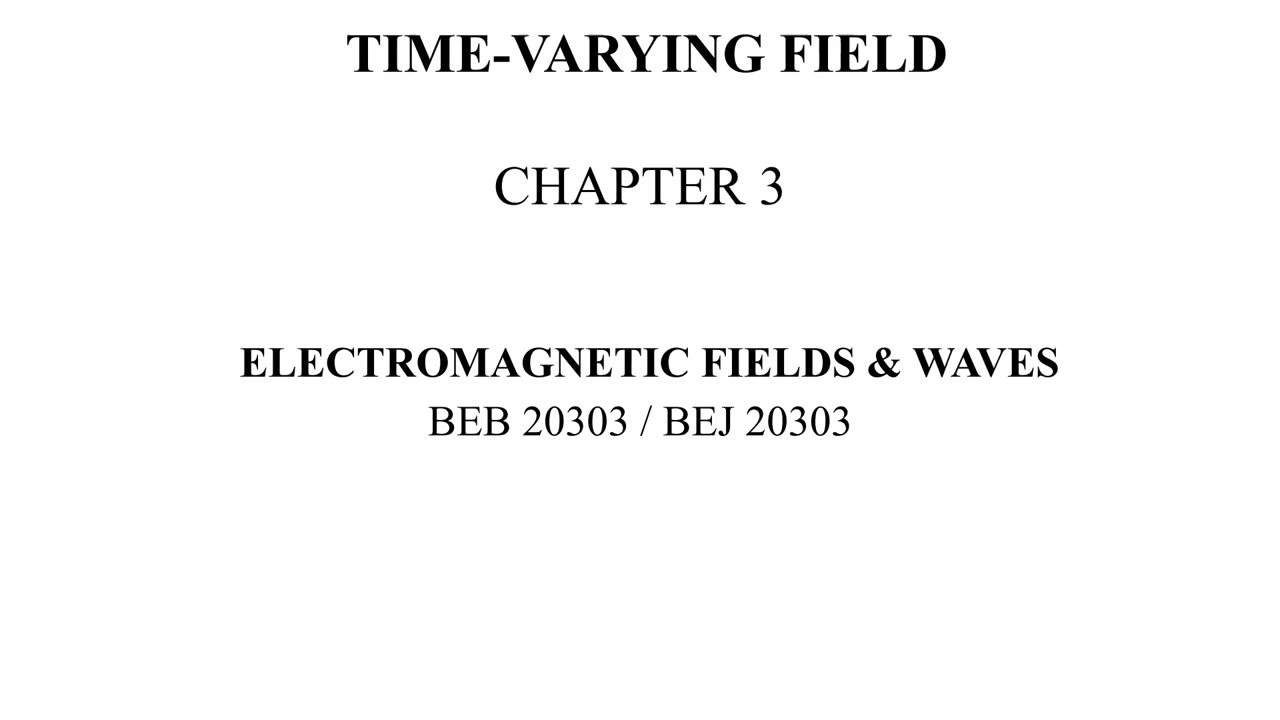 TIME-VARYING FIELD
CHAPTER 3
ELECTROMAGNETIC FIELDS & WAVES
BEB 20303 / BEJ 20303